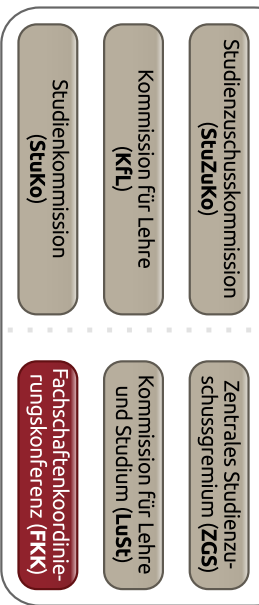 Studienzuschusskommission
(StuZuKo)
Kommission für Lehre
(KfL)
Studienkommission
(StuKo)
Zentrales Studienzu-
schussgremium (ZGS)
Kommission für Lehre
und Studium (LuSt)
Fachschaftenkoordinie-
rungskonferenz (FKK)